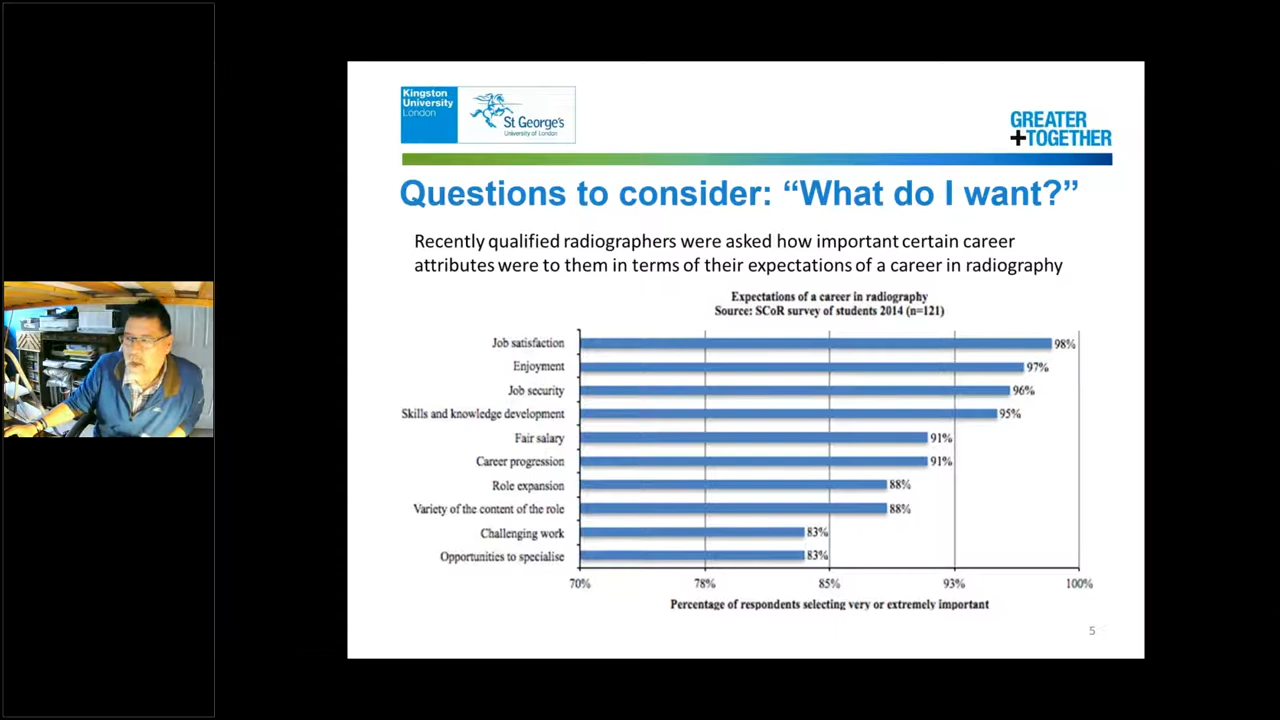 Kingston
University
London
St George's
University of London
GREATER
+TOGETHER
Questions to consider: “What do I want?”
Recently qualified radiographers were asked how important certain career
attributes were to them in terms of their expectations of a career in radiography
Expectations of a career in radiography
Source: SCoR survey of students 2014 (n=121)
Job satisfaction 98%
Enjoyment 97%
Job security 96%
Skills and knowledge development 95%
Fair salary 91%
Career progression 91%
Role expansion 88%
Variety of the content of the role 88%
Challenging work 83%
Opportunities to specialise 83%
70% 78% 85% 93% 100%
Percentage of respondents selecting very or extremely important
5